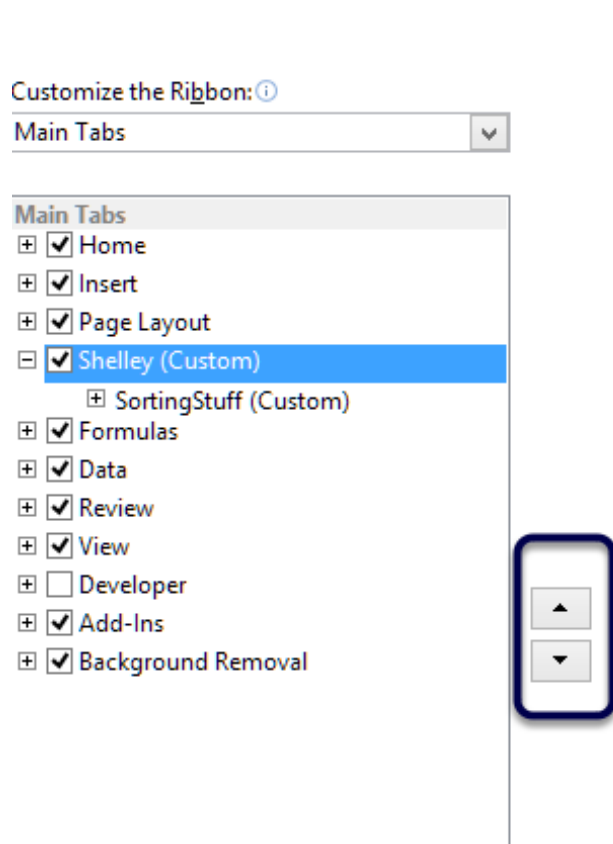 Customize the Ribbon:
Main Tabs
Main Tabs
Home
Insert
Page Layout
Shelley (Custom)
SortingStuff (Custom)
Formulas
Data
Review
View
Developer
Add-Ins
Background Removal